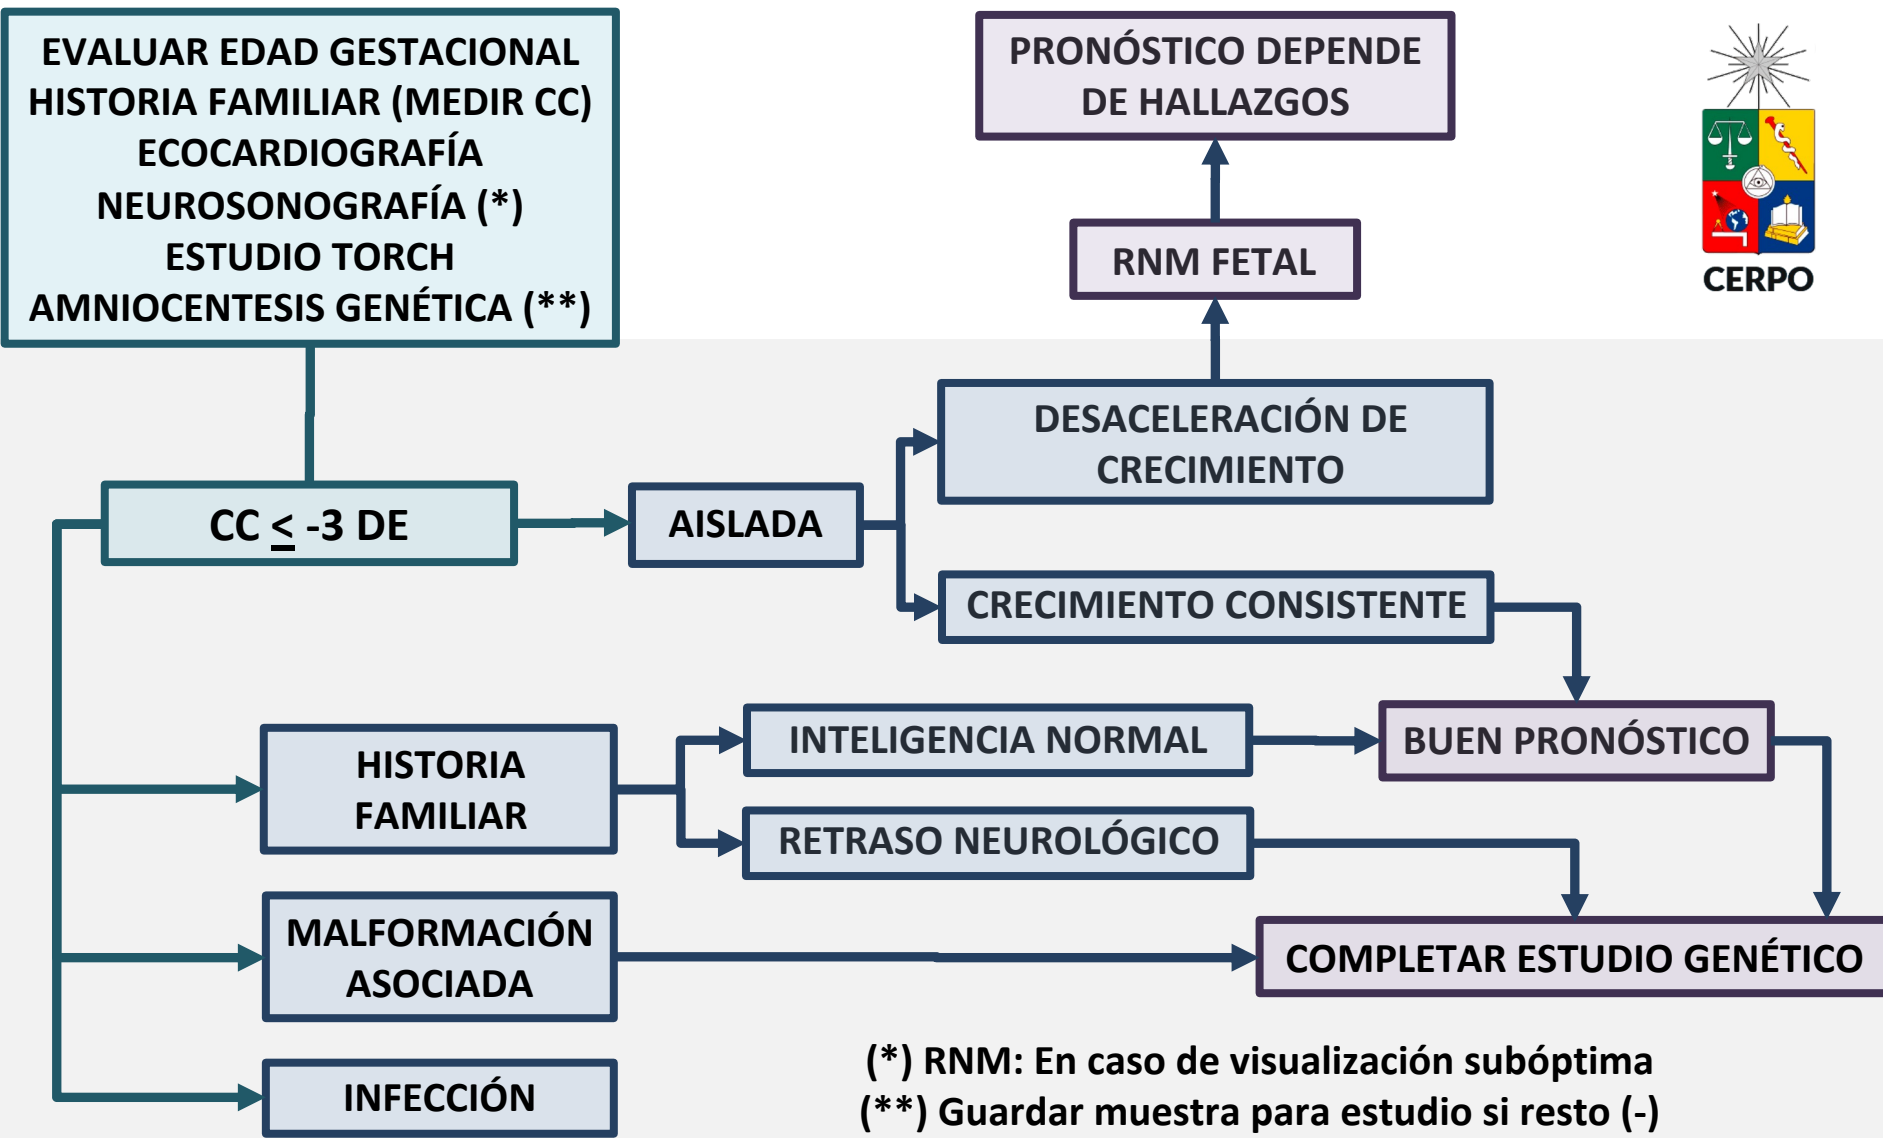 EVALUAR EDAD GESTACIONAL
HISTORIA FAMILIAR (MEDIR CC)
ECOCARDIOGRAFÍA
NEUROSONOGRAFÍA (*)
ESTUDIO TORCH
AMNIOCENTESIS GENÉTICA (**)
PRONÓSTICO DEPENDE
DE HALLAZGOS
RNM FETAL
CERPO
DESACELERACIÓN DE
CRECIMIENTO
CC < -3 DE
AISLADA
CRECIMIENTO CONSISTENTE
HISTORIA
FAMILIAR
INTELIGENCIA NORMAL
BUEN PRONÓSTICO
RETRASO NEUROLÓGICO
MALFORMACIÓN
ASOCIADA
COMPLETAR ESTUDIO GENÉTICO
INFECCIÓN
(*) RNM: En caso de visualización subóptima
(**) Guardar muestra para estudio si resto (-)